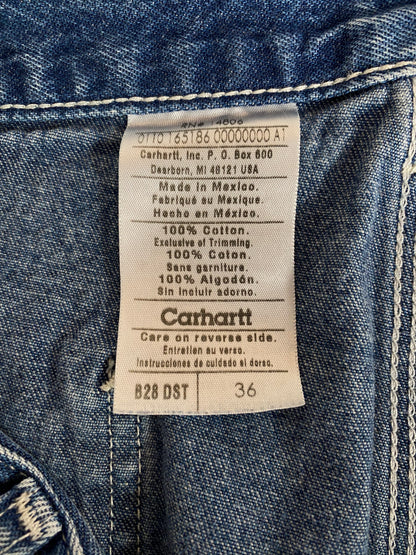 RN# 14806
0110 165186 00000000 AT
Carhartt, Inc. P. O. Box 600
Dearborn, MI 48121 USA
Made in Mexico.
Fabriqué au Mexique.
Hecho en México.
100% Cotton.
Exclusive of Trimming.
100% Coton.
Sans garniture.
100% Algodón.
Sin incluir adorno.
Carhartt
Care on reverse side.
Entretien au verso.
Instrucciones de cuidado al dorso.
B28 DST 36